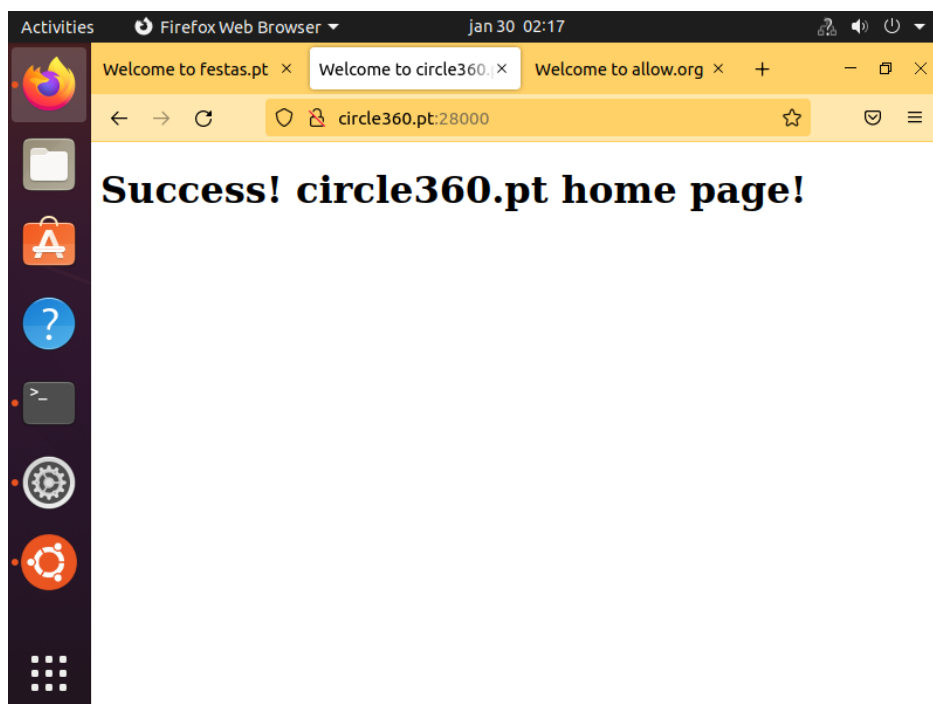 Activities Firefox Web Browser jan 30 02:17
Welcome to festas.pt Welcome to circle360. Welcome to allow.org
circle360.pt:28000
Success! circle360.pt home page!